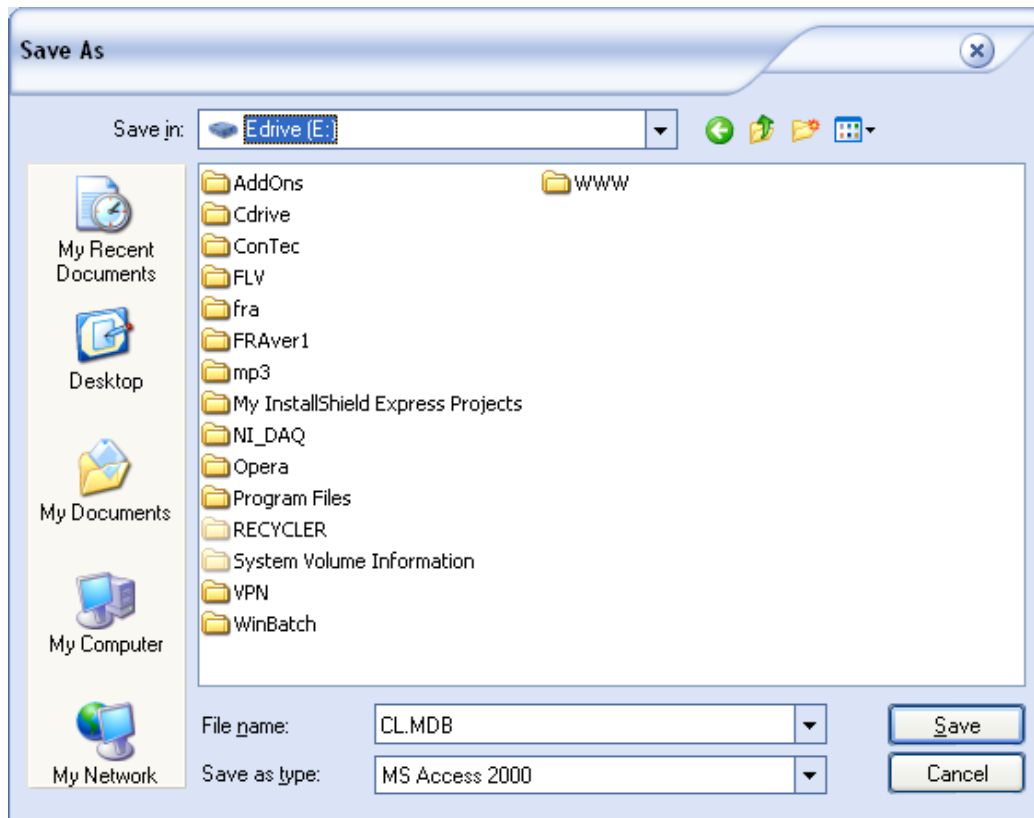 Save As
Save in: Edrive (E:)
My Recent
Documents
Desktop
My Documents
My Computer
My Network
AddOns
Cdrive
ConTec
FLV
fra
FRAver1
mp3
My InstallShield Express Projects
NI_DAQ
Opera
Program Files
RECYCLER
System Volume Information
VPN
WinBatch
WWW
File name: CL.MDB
Save
Save as type: MS Access 2000
Cancel